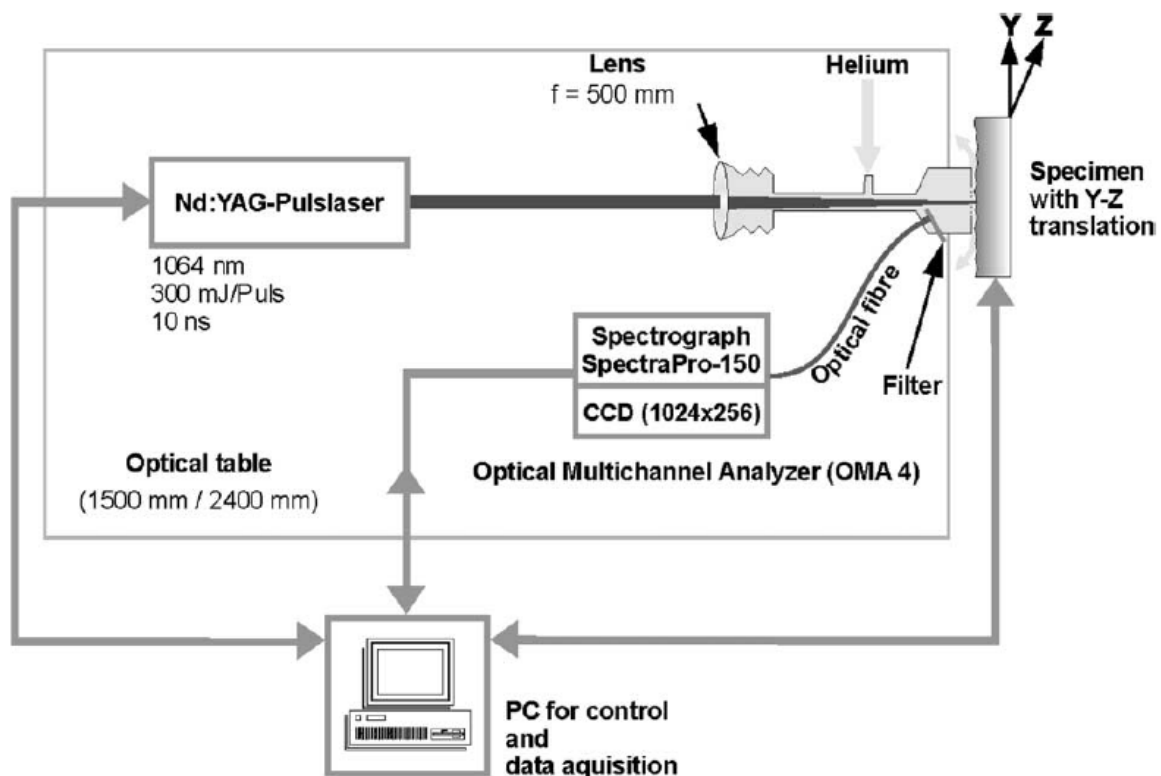 Y Z
Lens
f = 500 mm
Helium
Specimen
with Y-Z
translation
Nd:YAG-Pulslaser
1064 nm
300 mJ/Puls
10 ns
Optical fibre
Filter
Spectrograph
SpectraPro-150
CCD (1024x256)
Optical table
(1500 mm / 2400 mm)
Optical Multichannel Analyzer (OMA 4)
PC for control
and
data aquisition